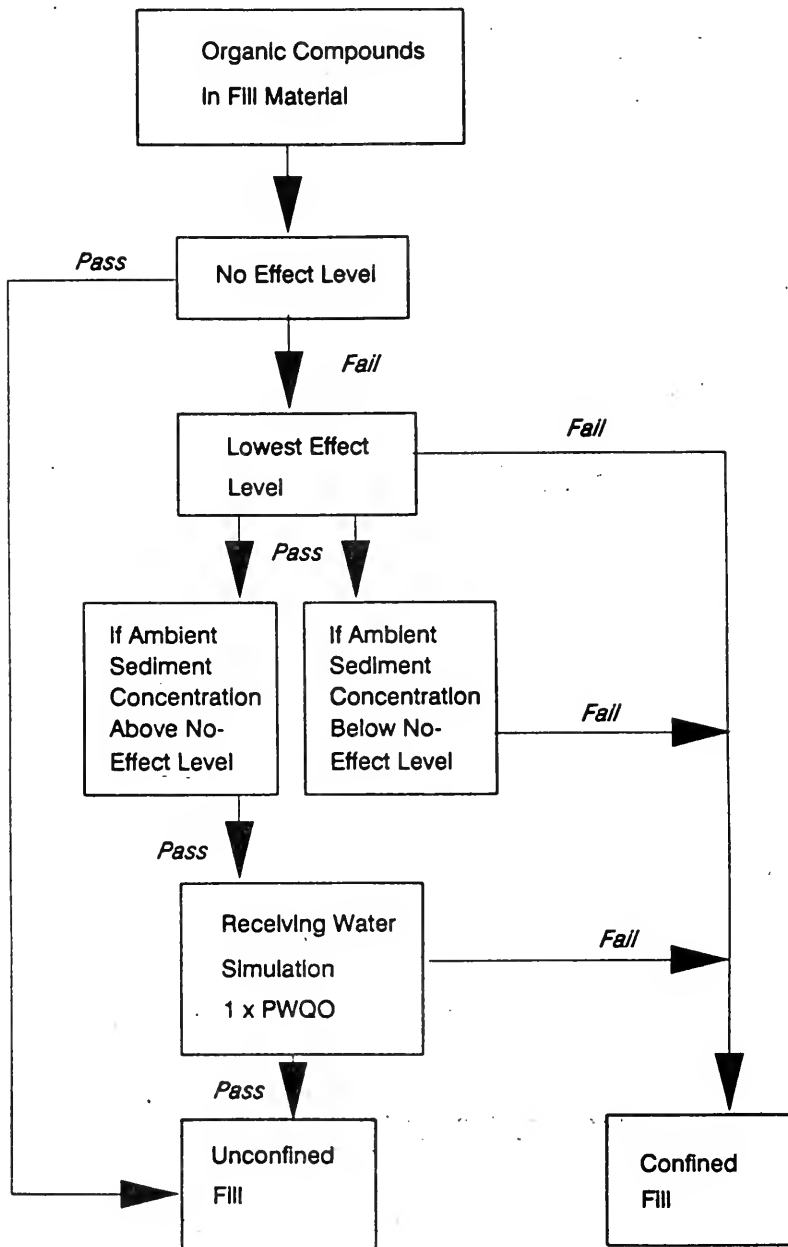 Organic Compounds
In Fill Material
Pass
No Effect Level
Fail
Lowest Effect
Level
Fail
Pass
If Ambient
Sediment
Concentration
Above No-
Effect Level
If Ambient
Sediment
Concentration
Below No-
Effect Level
Fail
Pass
Receiving Water
Simulation
1 x PWQO
Fail
Pass
Unconfined
Fill
Confined
Fill